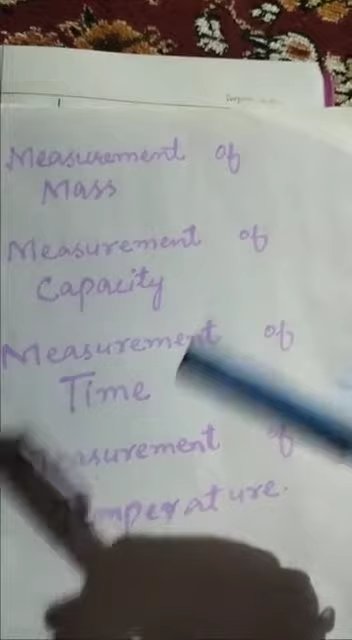 Measurement of
Mass
Measurement of
Capacity
Measurement of
Time
of